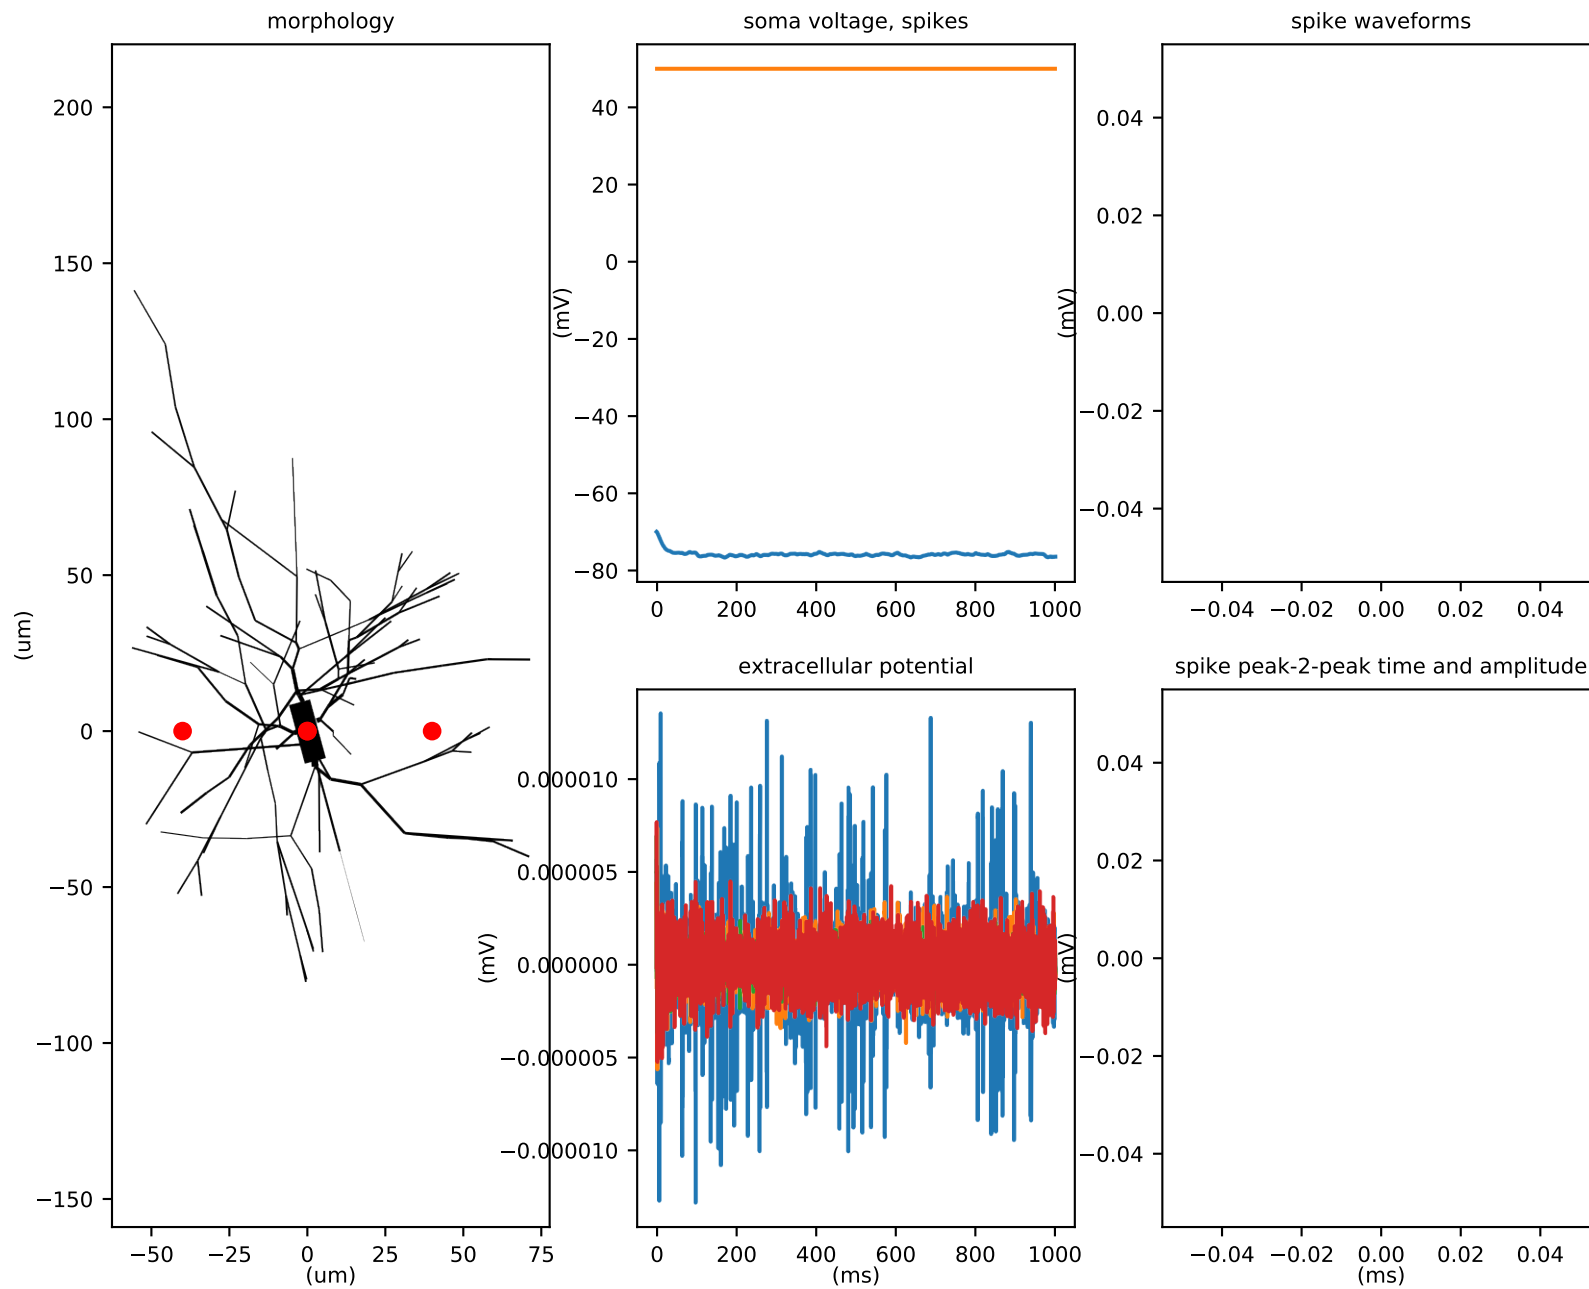 morphology
200
150
100
50
0
−50
−100
−150
(um)
−50 −25 0 25 50 75
(um)
soma voltage, spikes
40
20
0
−20
−40
−60
−80
(mV)
0 200 400 600 800 1000
spike waveforms
0.04
0.02
0.00
−0.02
−0.04
(mV)
−0.04 −0.02 0.00 0.02 0.04
extracellular potential
0.000010
0.000005
0.000000
−0.000005
−0.000010
(mV)
0 200 400 600 800 1000
(ms)
spike peak-2-peak time and amplitude
0.04
0.02
0.00
−0.02
−0.04
(mV)
−0.04 −0.02 0.00 0.02 0.04
(ms)